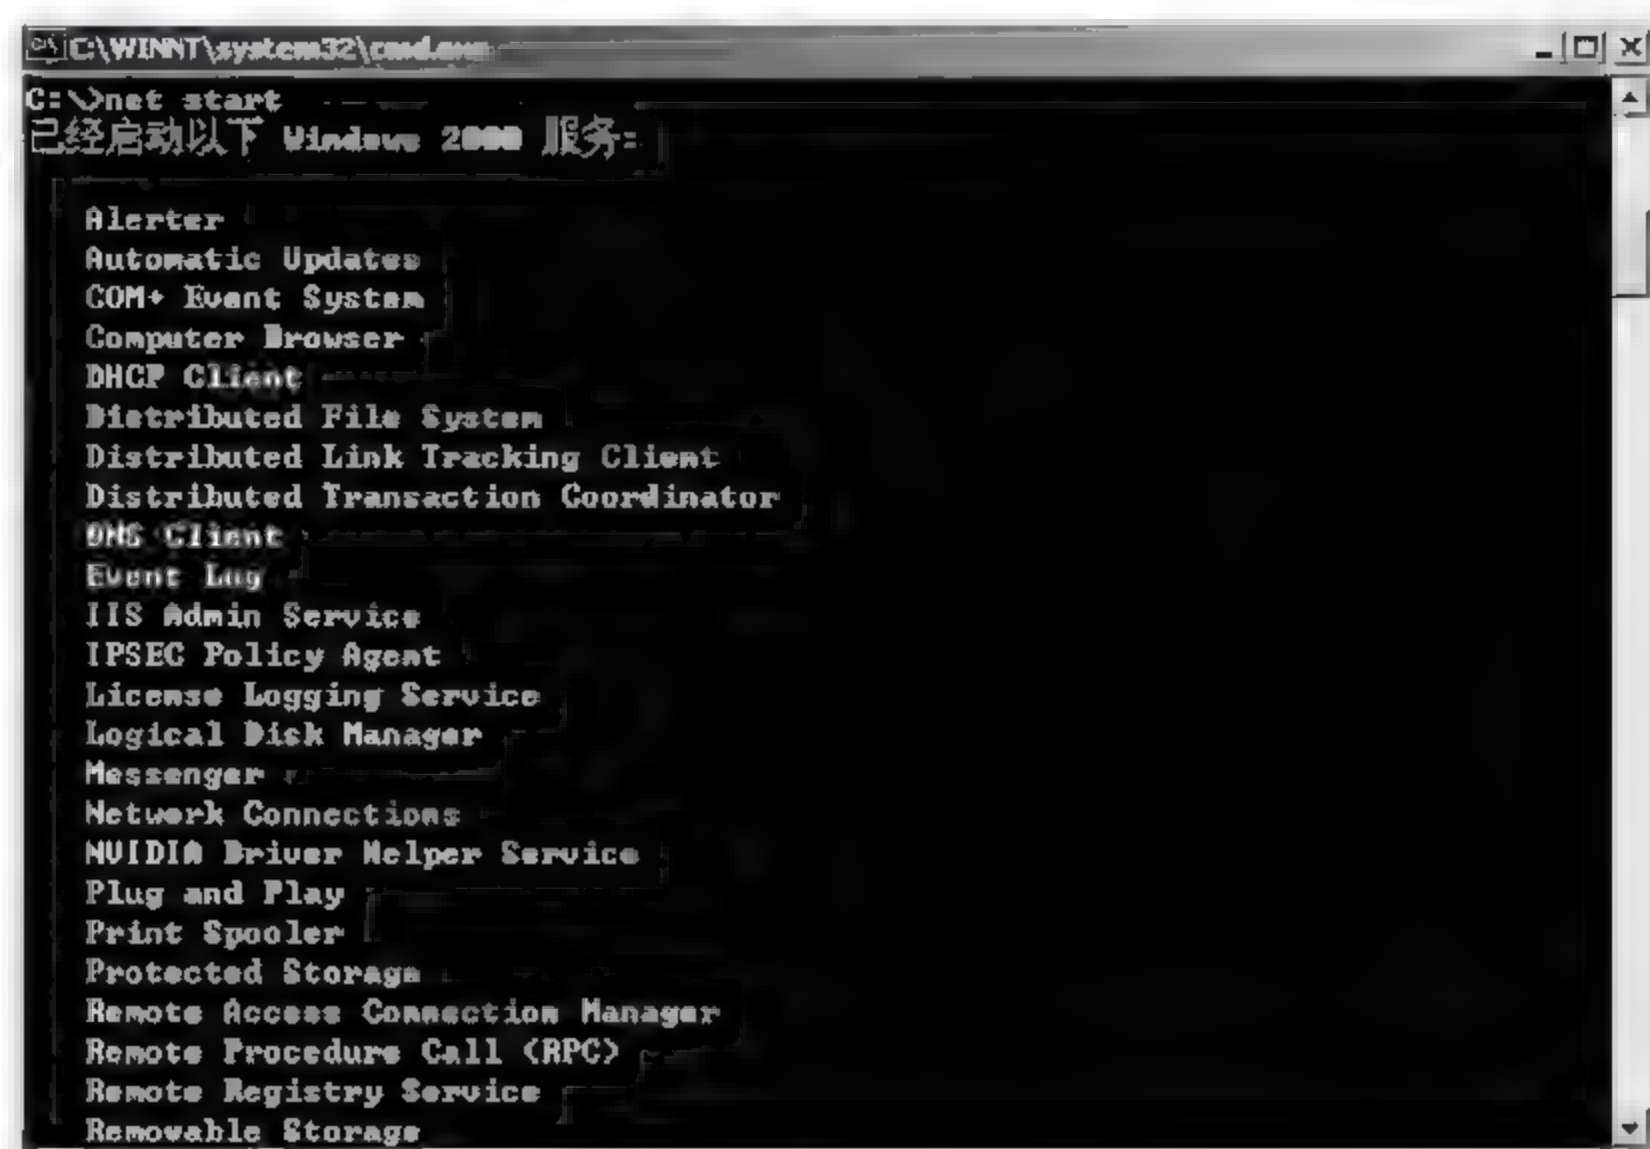 C:\WINNT\system32\cmd.exe
C:\>net start
已经启动以下 Windows 2000 服务:
Alerter
Automatic Updates
COM+ Event System
Computer Browser
DHCP Client
Distributed File System
Distributed Link Tracking Client
Distributed Transaction Coordinator
DNS Client
Event Log
IIS Admin Service
IPSEC Policy Agent
License Logging Service
Logical Disk Manager
Messenger
Network Connections
NVIDIA Driver Helper Service
Plug and Play
Print Spooler
Protected Storage
Remote Access Connection Manager
Remote Procedure Call (RPC)
Remote Registry Service
Removable Storage